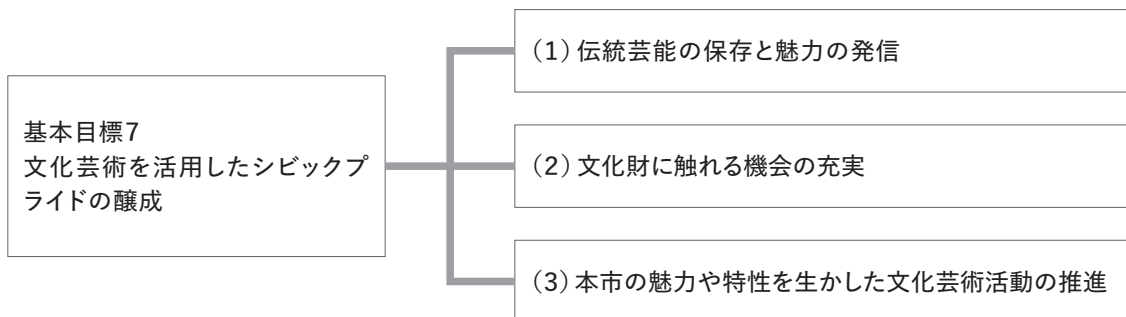 基本目標7
文化芸術を活用したシビックプ
ライドの醸成
(1)伝統芸能の保存と魅力の発信
(2)文化財に触れる機会の充実
(3)本市の魅力や特性を生かした文化芸術活動の推進